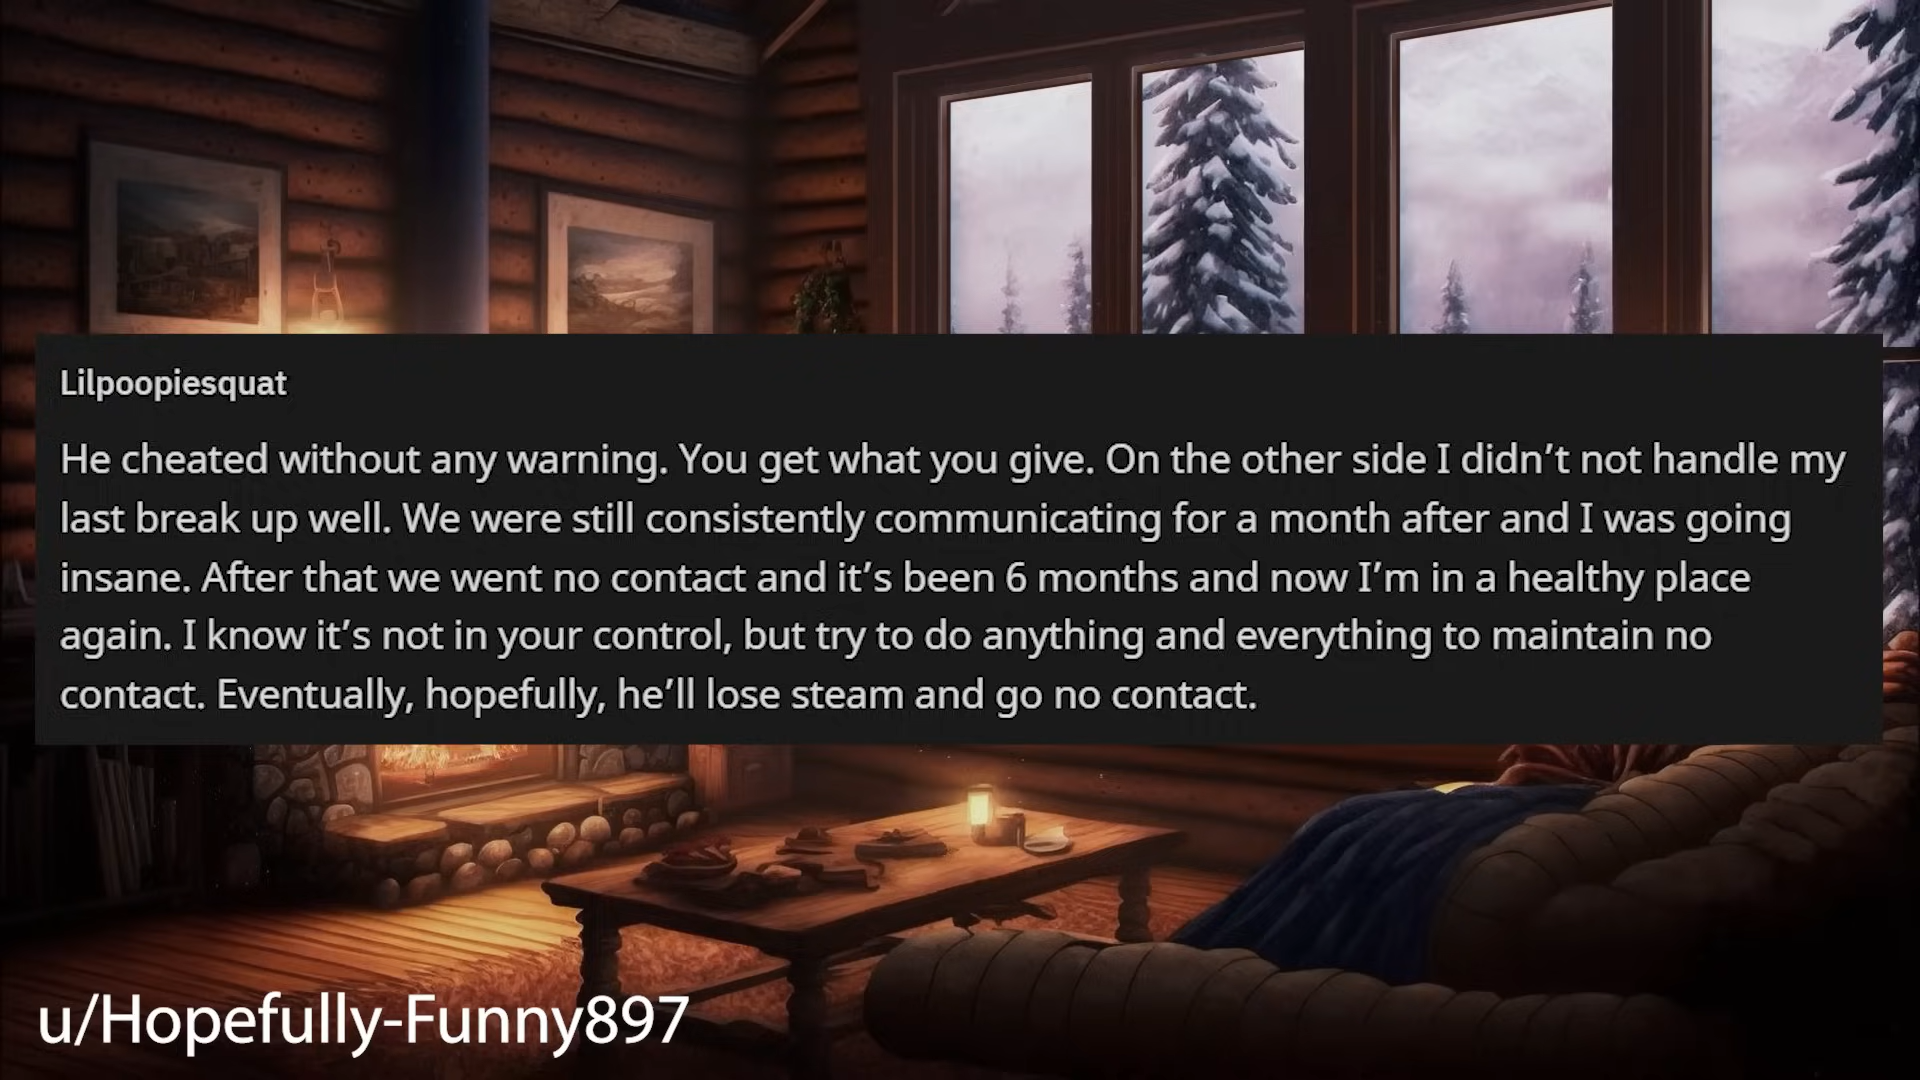 Lilpoopiesquat
He cheated without any warning. You get what you give. On the other side I didn’t not handle my
last break up well. We were still consistently communicating for a month after and I was going
insane. After that we went no contact and it’s been 6 months and now I’m in a healthy place
again. I know it’s not in your control, but try to do anything and everything to maintain no
contact. Eventually, hopefully, he’ll lose steam and go no contact.
u/Hopefully-Funny897